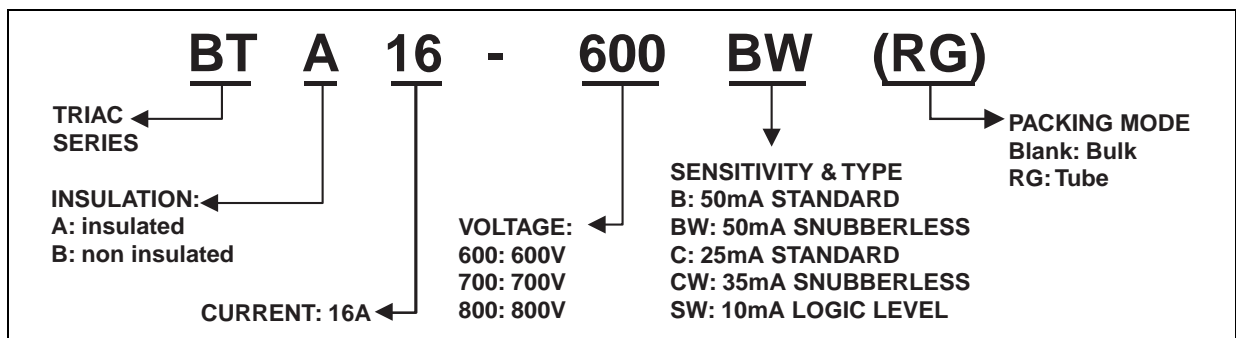 BT A 16 - 600 BW (RG)
TRIAC
SERIES
INSULATION:
A: insulated
B: non insulated
CURRENT: 16A
VOLTAGE:
600: 600V
700: 700V
800: 800V
SENSITIVITY & TYPE
B: 50mA STANDARD
BW: 50mA SNUBBERLESS
C: 25mA STANDARD
CW: 35mA SNUBBERLESS
SW: 10mA LOGIC LEVEL
PACKING MODE
Blank: Bulk
RG: Tube